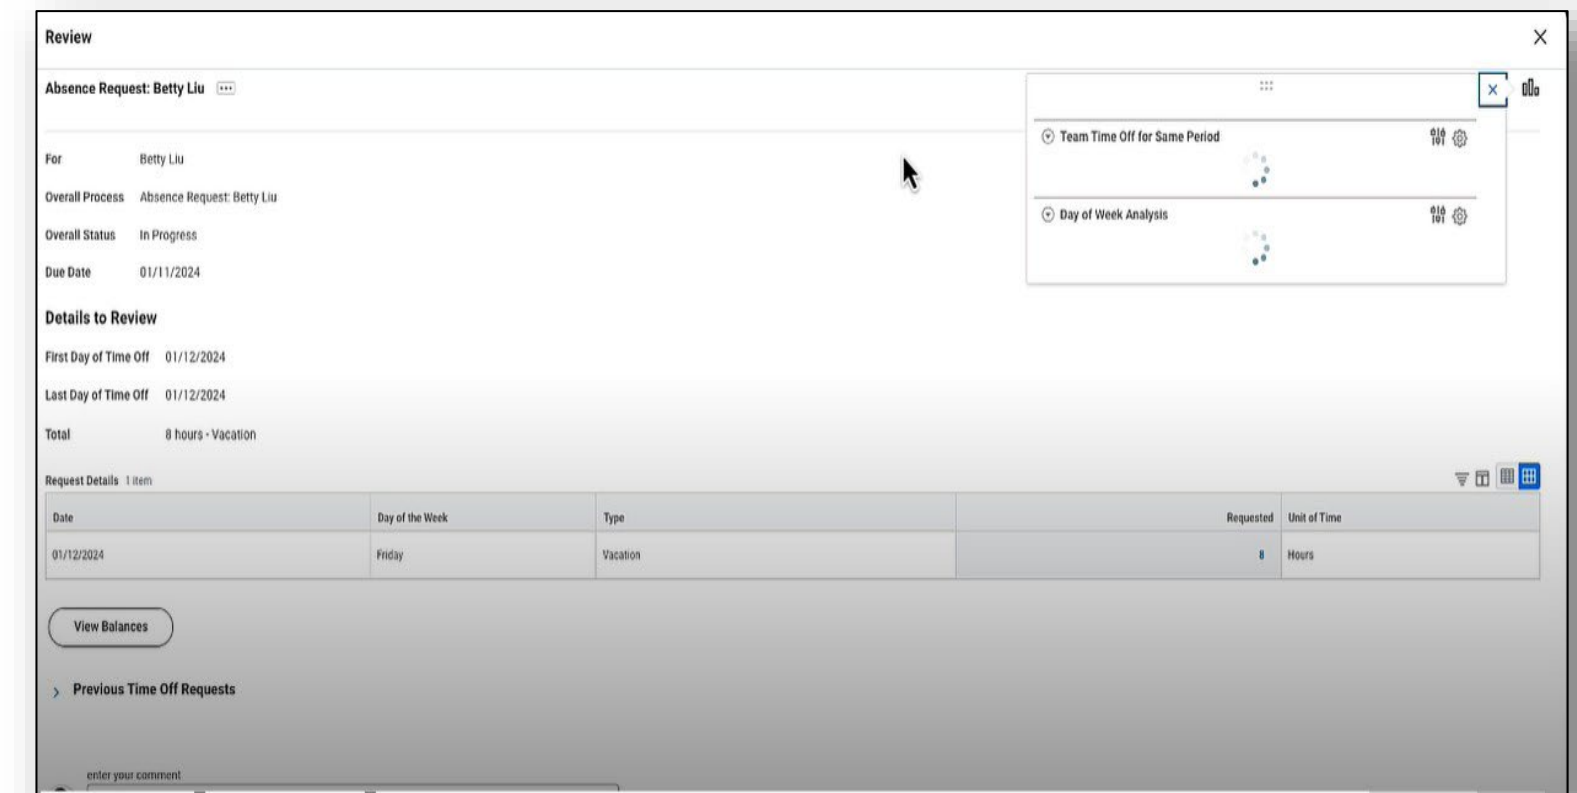 Review
Absence Request: Betty Liu
For Betty Liu
Overall Process Absence Request: Betty Liu
Overall Status In Progress
Due Date 01/11/2024
Team Time Off for Same Period
Day of Week Analysis
Details to Review
First Day of Time Off 01/12/2024
Last Day of Time Off 01/12/2024
Total 8 hours - Vacation
Request Details 1 item
Date Day of the Week Type Requested Unit of Time
01/12/2024 Friday Vacation 8 Hours
View Balances
Previous Time Off Requests
enter your comment